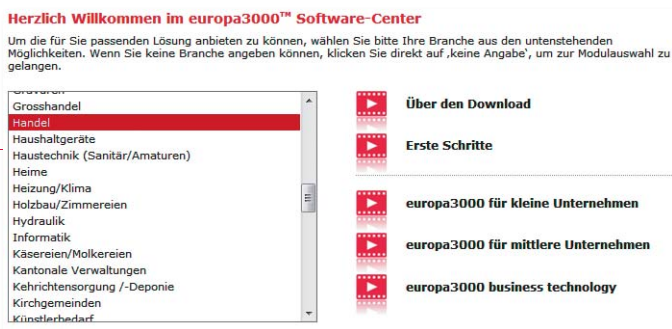 Herzlich Willkommen im europa3000™ Software-Center
Um die für Sie passenden Lösung anbieten zu können, wählen Sie bitte Ihre Branche aus den untenstehenden
Möglichkeiten. Wenn Sie keine Branche angeben können, klicken Sie direkt auf ‚keine Angabe‘, um zur Modulauswahl zu
gelangen.
Gravuren
Grosshandel
Handel
Haushaltgeräte
Haustechnik (Sanitär/Amaturen)
Heime
Heizung/Klima
Holzbau/Zimmereien
Hydraulik
Informatik
Käsereien/Molkereien
Kantonale Verwaltungen
Kehrichtensorgung /-Deponie
Kirchgemeinden
Künstlerbedarf
Über den Download
Erste Schritte
europa3000 für kleine Unternehmen
europa3000 für mittlere Unternehmen
europa3000 business technology